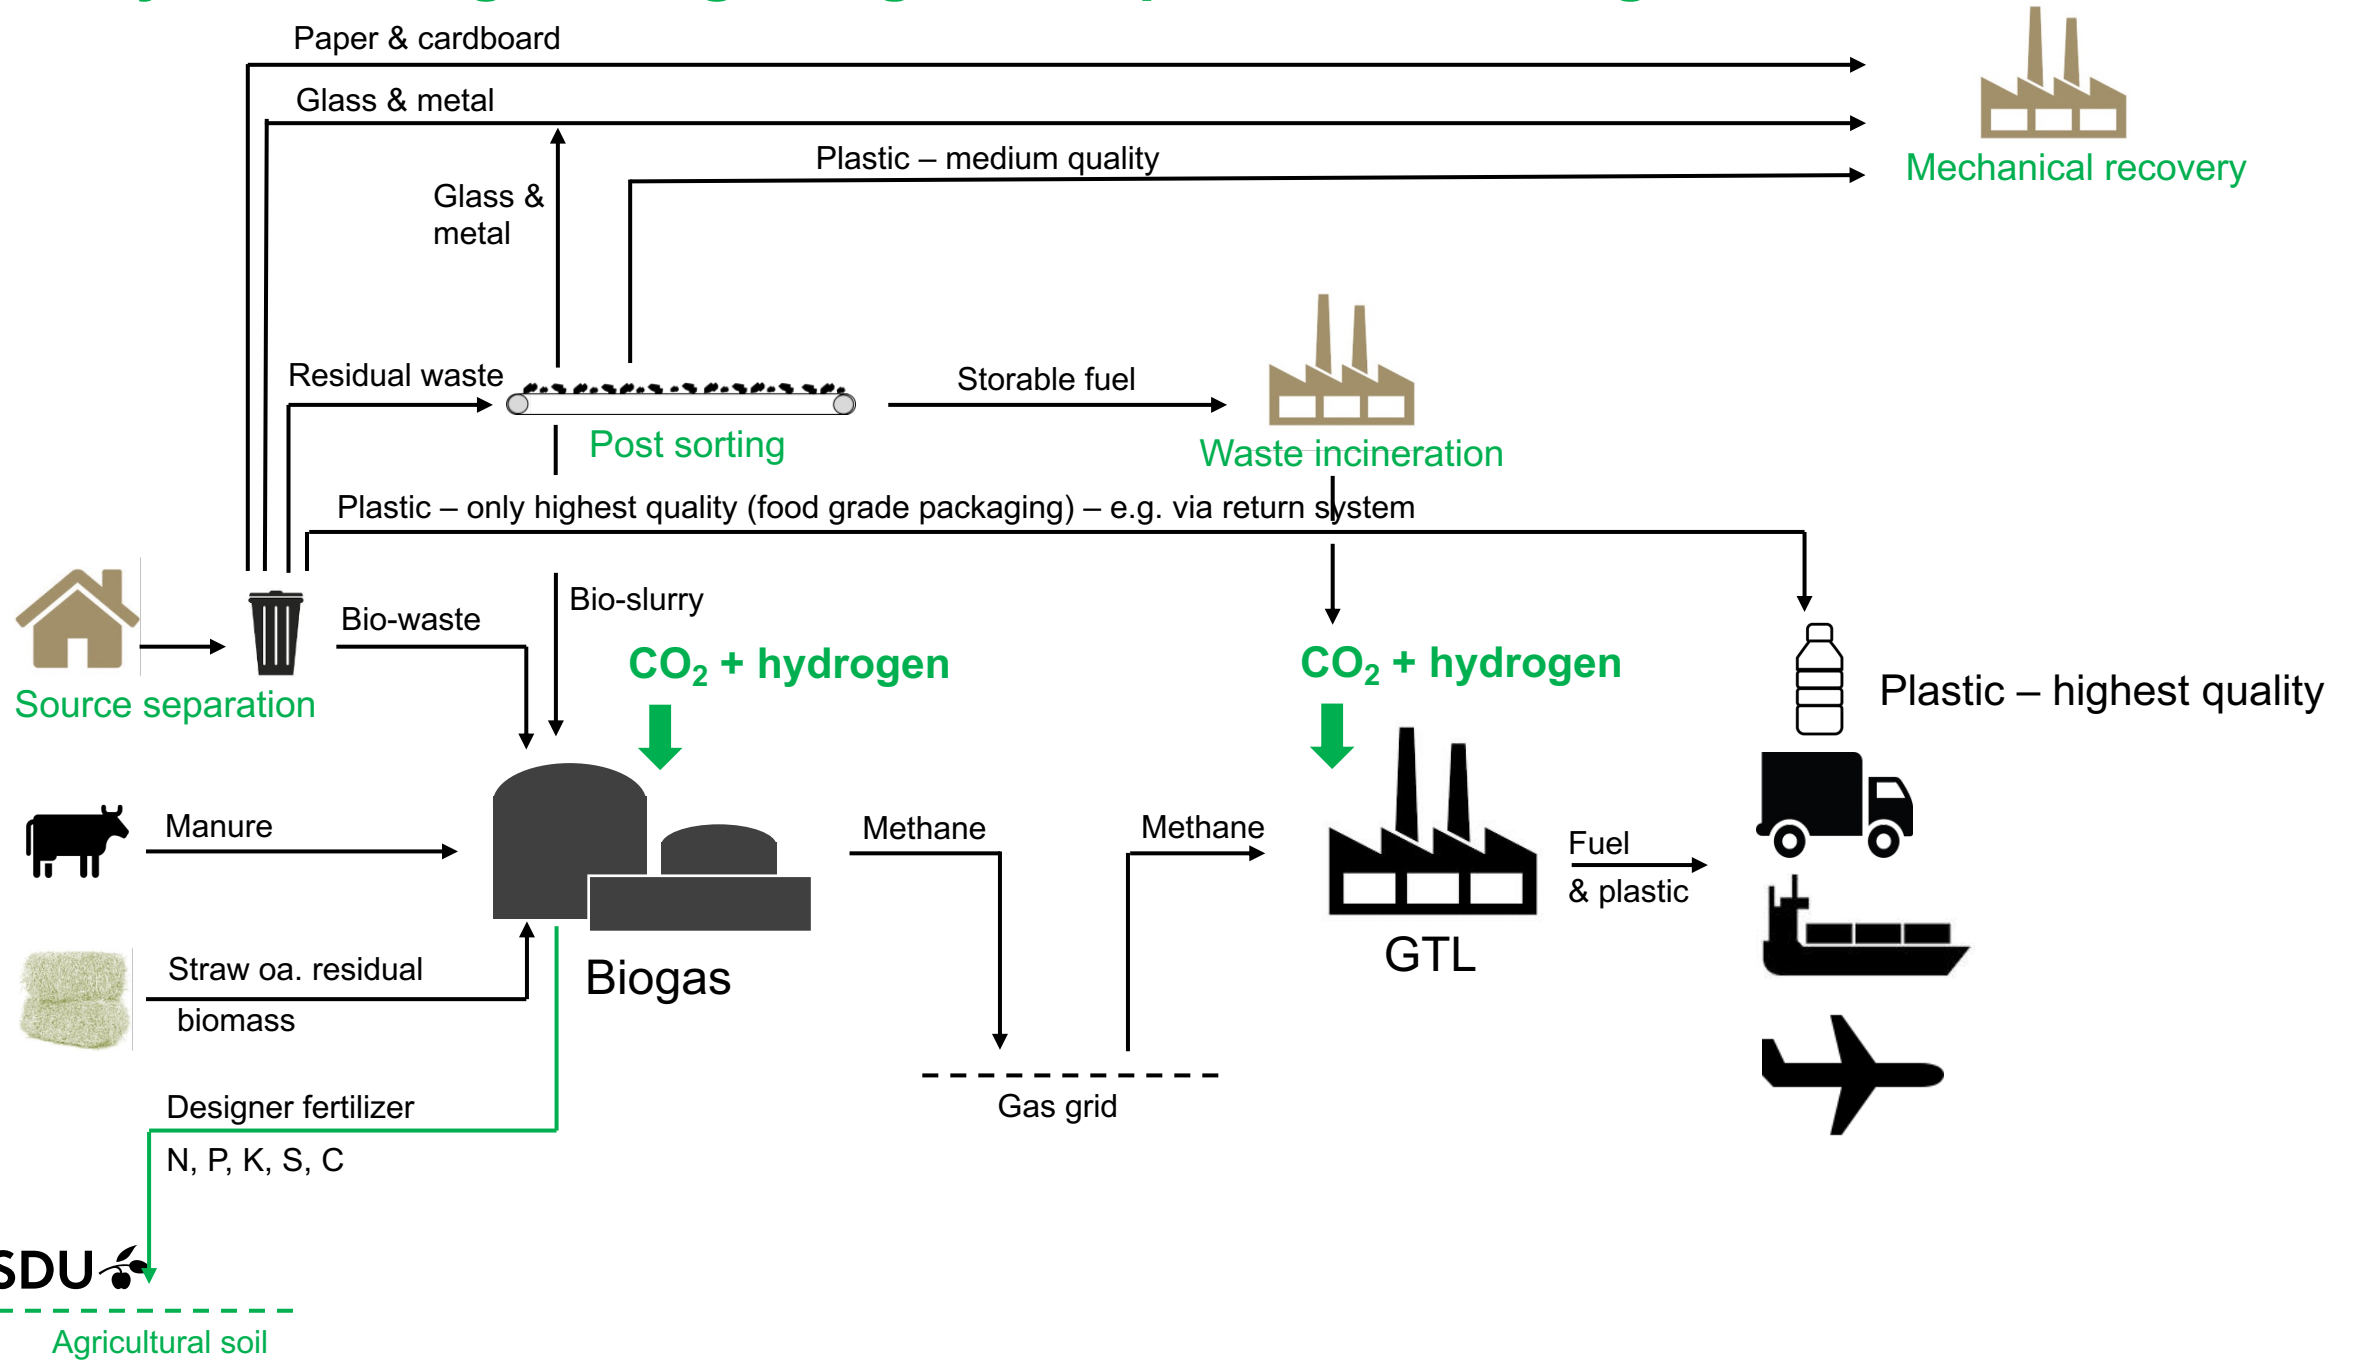 Paper & cardboard
Glass & metal
Plastic – medium quality
Mechanical recovery
Glass &
metal
Residual waste
Storable fuel
Post sorting
Waste incineration
Plastic – only highest quality (food grade packaging) – e.g. via return system
Bio-slurry
Bio-waste
CO₂ + hydrogen
CO₂ + hydrogen
Source separation
Plastic – highest quality
Manure
Methane
Methane
Fuel
& plastic
GTL
Straw oa. residual
biomass
Biogas
Designer fertilizer
Gas grid
N, P, K, S, C
SDU
Agricultural soil